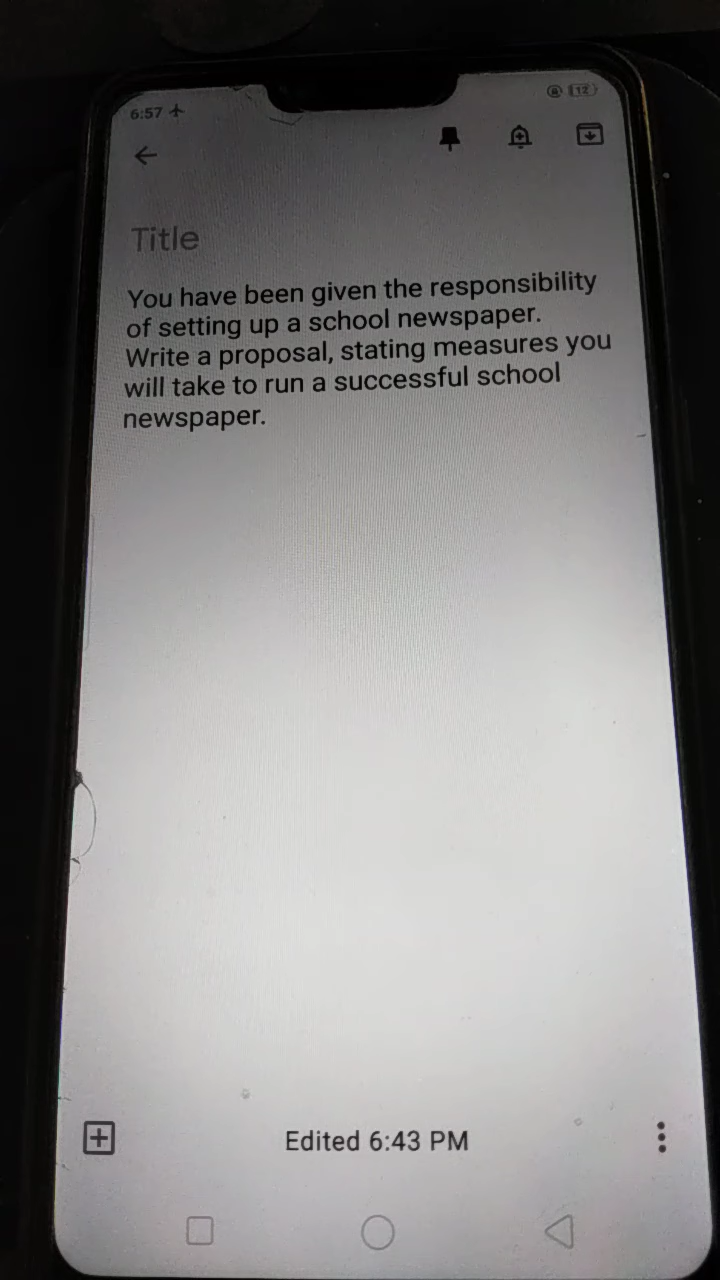 6:57
12
Title
You have been given the responsibility
of setting up a school newspaper.
Write a proposal, stating measures you
will take to run a successful school
newspaper.
Edited 6:43 PM